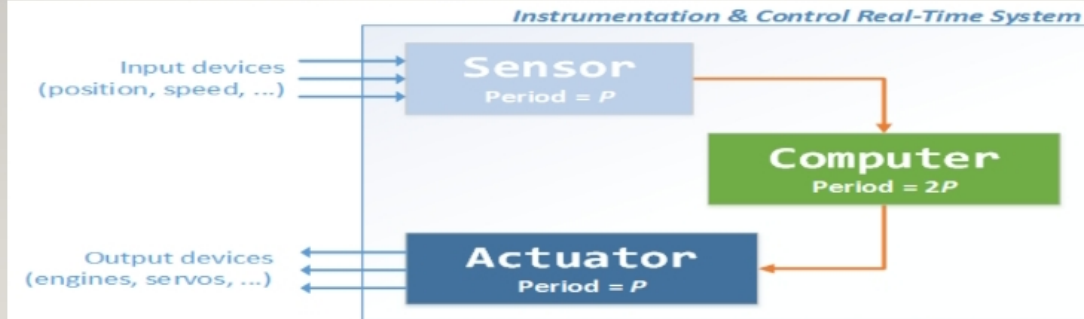 Instrumentation & Control Real-Time System
Input devices
(position, speed, ...)
Sensor
Period = P
Computer
Period = 2P
Output devices
(engines, servos, ...)
Actuator
Period = P